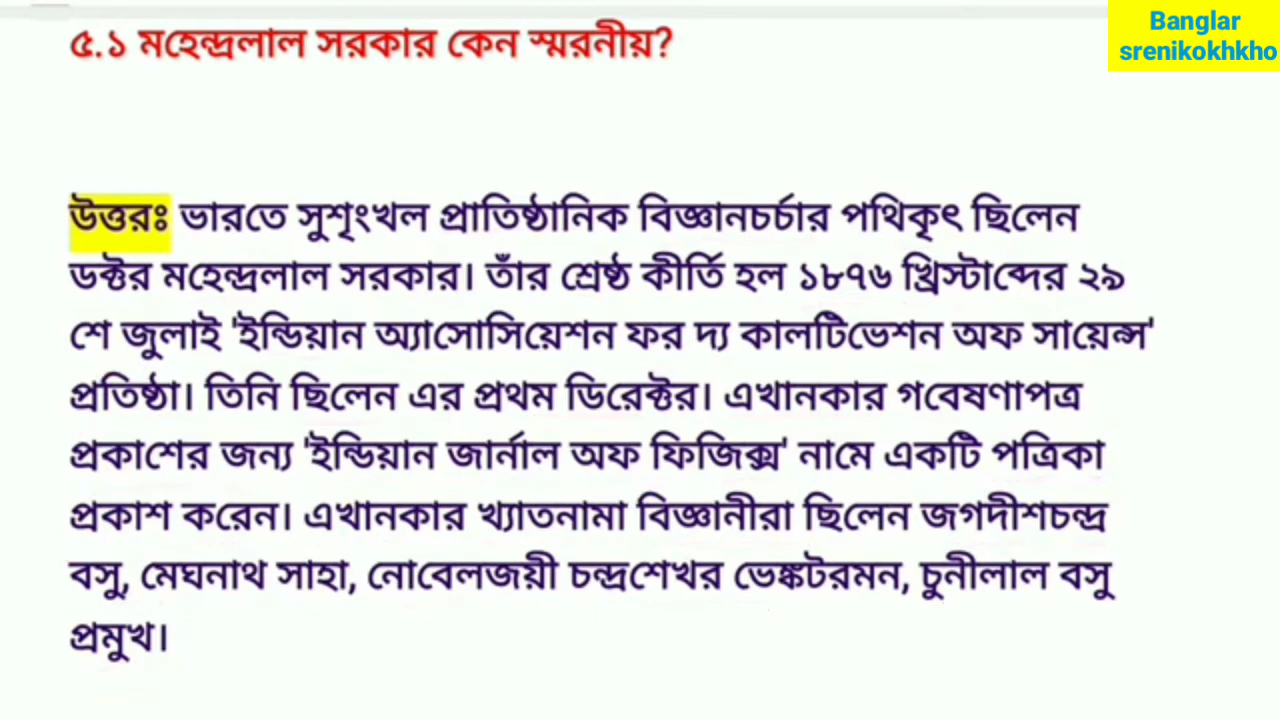 ৫.১ মহেন্দ্রলাল সরকার কেন স্মরনীয়?
Banglar
srenikokhkho
উত্তরঃ ভারতে সুশৃংখল প্রাতিষ্ঠানিক বিজ্ঞানচর্চার পথিকৃৎ ছিলেন
ডক্টর মহেন্দ্রলাল সরকার। তাঁর শ্রেষ্ঠ কীর্তি হল ১৮৭৬ খ্রিস্টাব্দের ২৯
শে জুলাই 'ইন্ডিয়ান অ্যাসোসিয়েশন ফর দ্য কালটিভেশন অফ সায়েন্স'
প্রতিষ্ঠা। তিনি ছিলেন এর প্রথম ডিরেক্টর। এখানকার গবেষণাপত্র
প্রকাশের জন্য 'ইন্ডিয়ান জার্নাল অফ ফিজিক্স' নামে একটি পত্রিকা
প্রকাশ করেন। এখানকার খ্যাতনামা বিজ্ঞানীরা ছিলেন জগদীশচন্দ্র
বসু, মেঘনাথ সাহা, নোবেলজয়ী চন্দ্রশেখর ভেঙ্কটরমন, চুনীলাল বসু
প্রমুখ।